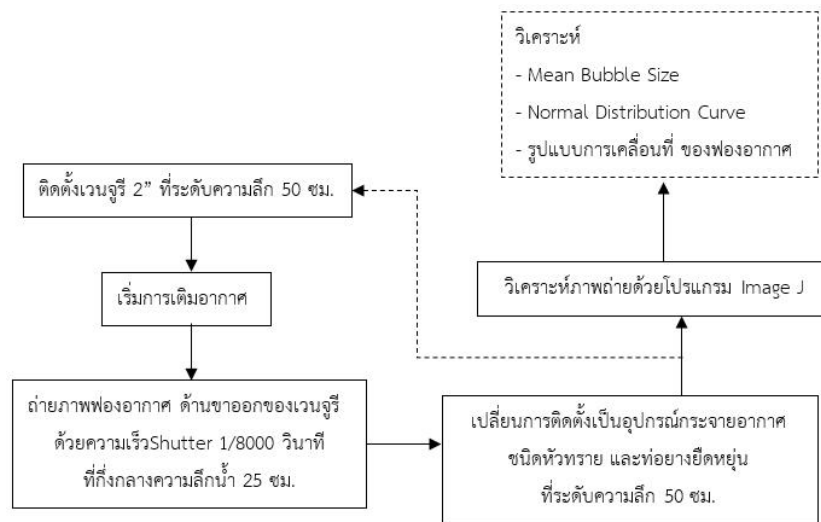 วิเคราะห์
- Mean Bubble Size
- Normal Distribution Curve
- รูปแบบการเคลื่อนที่ ของฟองอากาศ
ติดตั้งเวนจูรี 2” ที่ระดับความลึก 50 ซม.
เริ่มการเติมอากาศ
วิเคราะห์ภาพถ่ายด้วยโปรแกรม Image J
ถ่ายภาพฟองอากาศ ด้านขาออกของเวนจูรี
ด้วยความเร็วShutter 1/8000 วินาที
ที่กึ่งกลางความลึกน้ำ 25 ซม.
เปลี่ยนการติดตั้งเป็นอุปกรณ์กระจายอากาศ
ชนิดหัวทราย และท่อยางยืดหยุ่น
ที่ระดับความลึก 50 ซม.